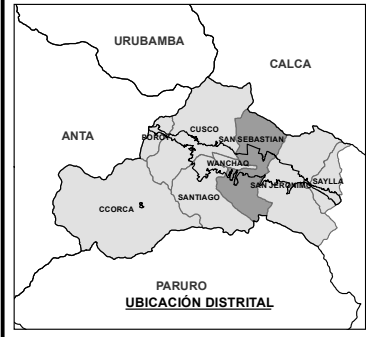 URUBAMBA
CALCA
ANTA
CUSCO
POROY
SAN SEBASTIAN
WANCHAQ
SAN JERONIMO
SAYLLA
SANTIAGO
CCORCA
PARURO
UBICACIÓN DISTRITAL